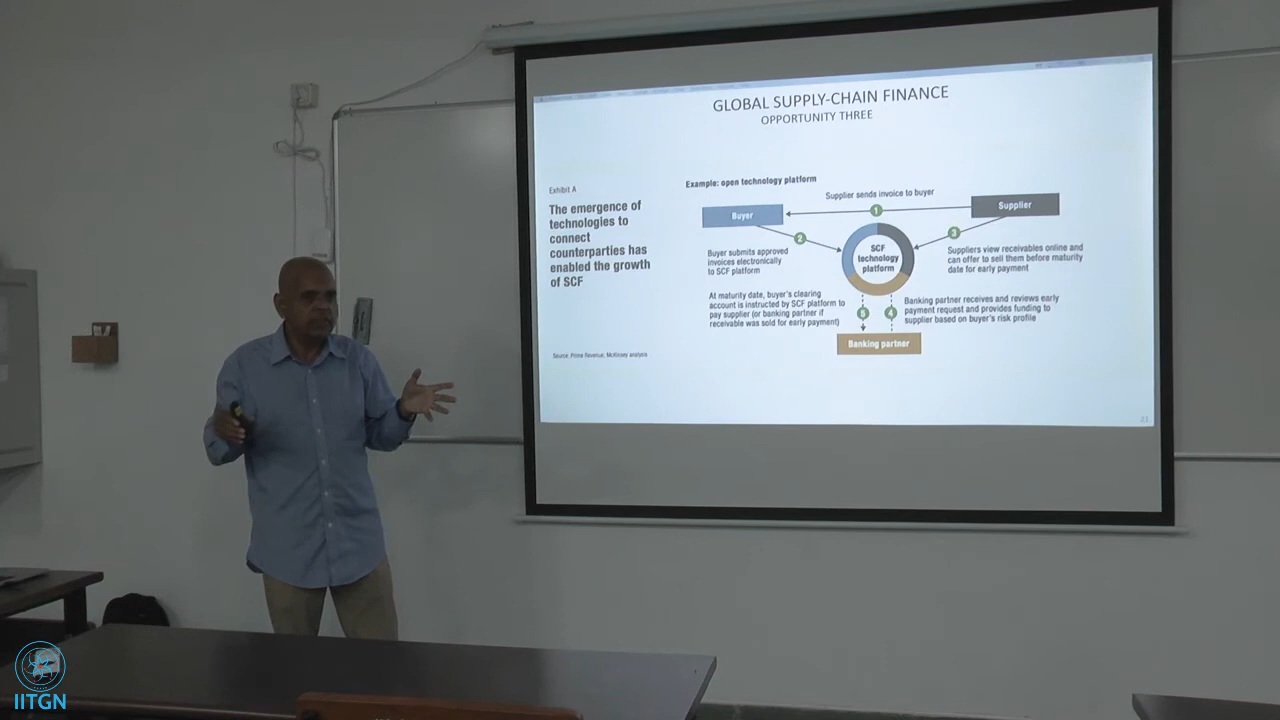 GLOBAL SUPPLY-CHAIN FINANCE
OPPORTUNITY THREE
Exhibit A
The emergence of
technologies to
connect
counterparties has
enabled the growth
of SCF
Source: Prime Revenue; McKinsey analysis
Example: open technology platform
Supplier sends invoice to buyer
Buyer
1
Supplier
2
3
SCF
technology
platform
Buyer submits approved
invoices electronically
to SCF platform
Suppliers view receivables online and
can offer to sell them before maturity
date for early payment
At maturity date, buyer's clearing
account is instructed by SCF platform to
pay supplier (or banking partner if
receivable was sold for early payment)
5
4
Banking partner receives and reviews early
payment request and provides funding to
supplier based on buyer's risk profile
Banking partner
21
IITGN